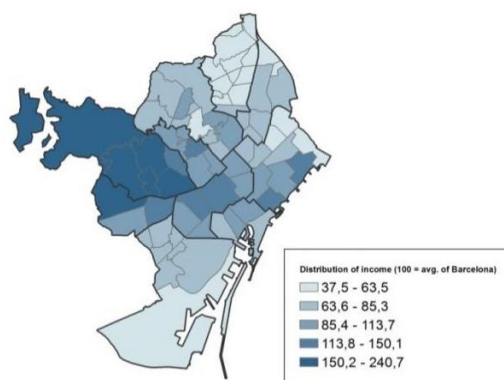 Distribution of income (100 = avg. of Barcelona)
37,5 - 63,5
63,6 - 85,3
85,4 - 113,7
113,8 - 150,1
150,2 - 240,7